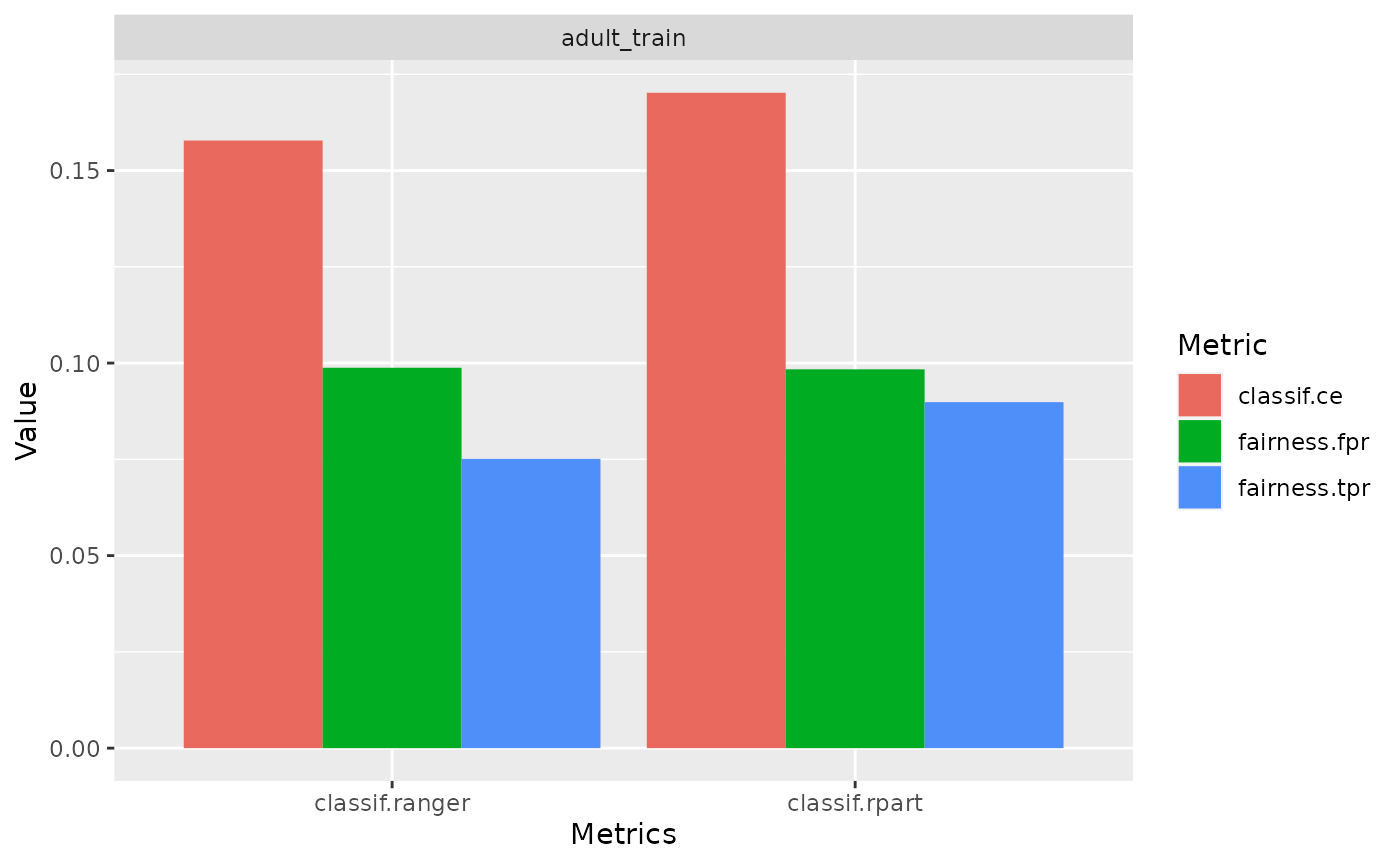 adult_train
Value
0.15
0.10
0.05
0.00
classif.ranger
classif.rpart
Metrics
Metric
classif.ce
fairness.fpr
fairness.tpr